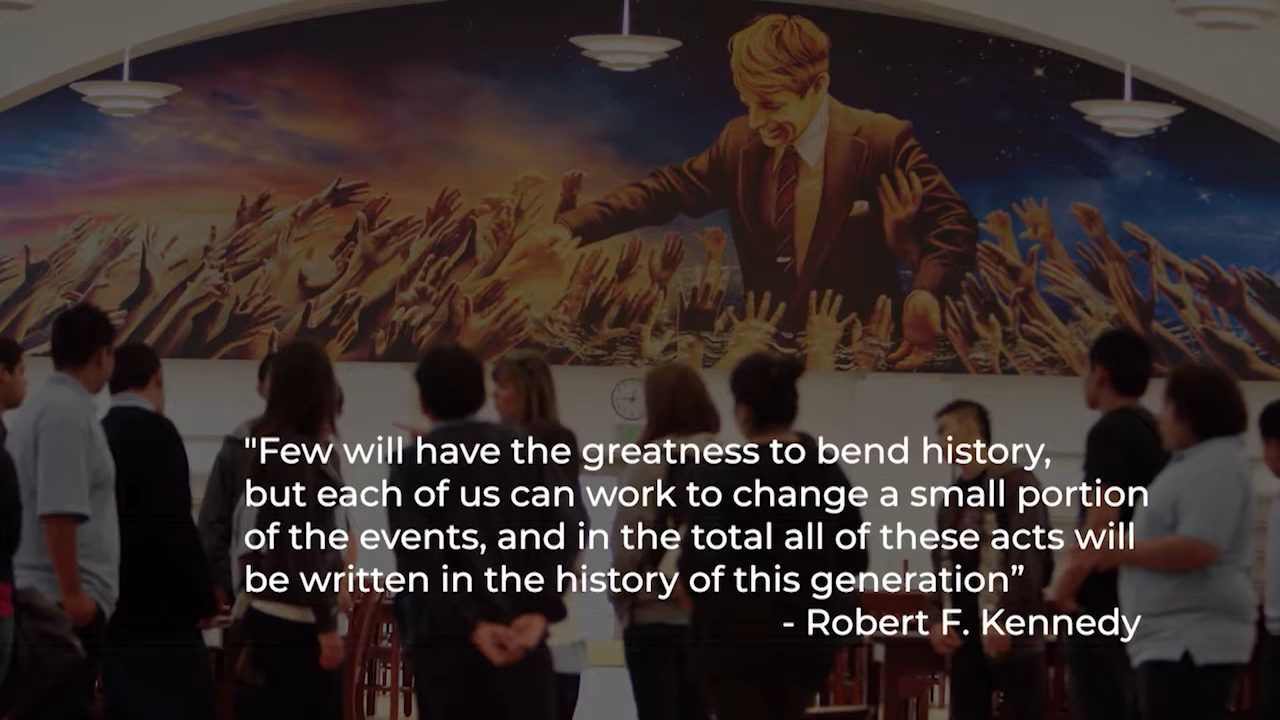 "Few will have the greatness to bend history,
but each of us can work to change a small portion
of the events, and in the total all of these acts will
be written in the history of this generation”
- Robert F. Kennedy